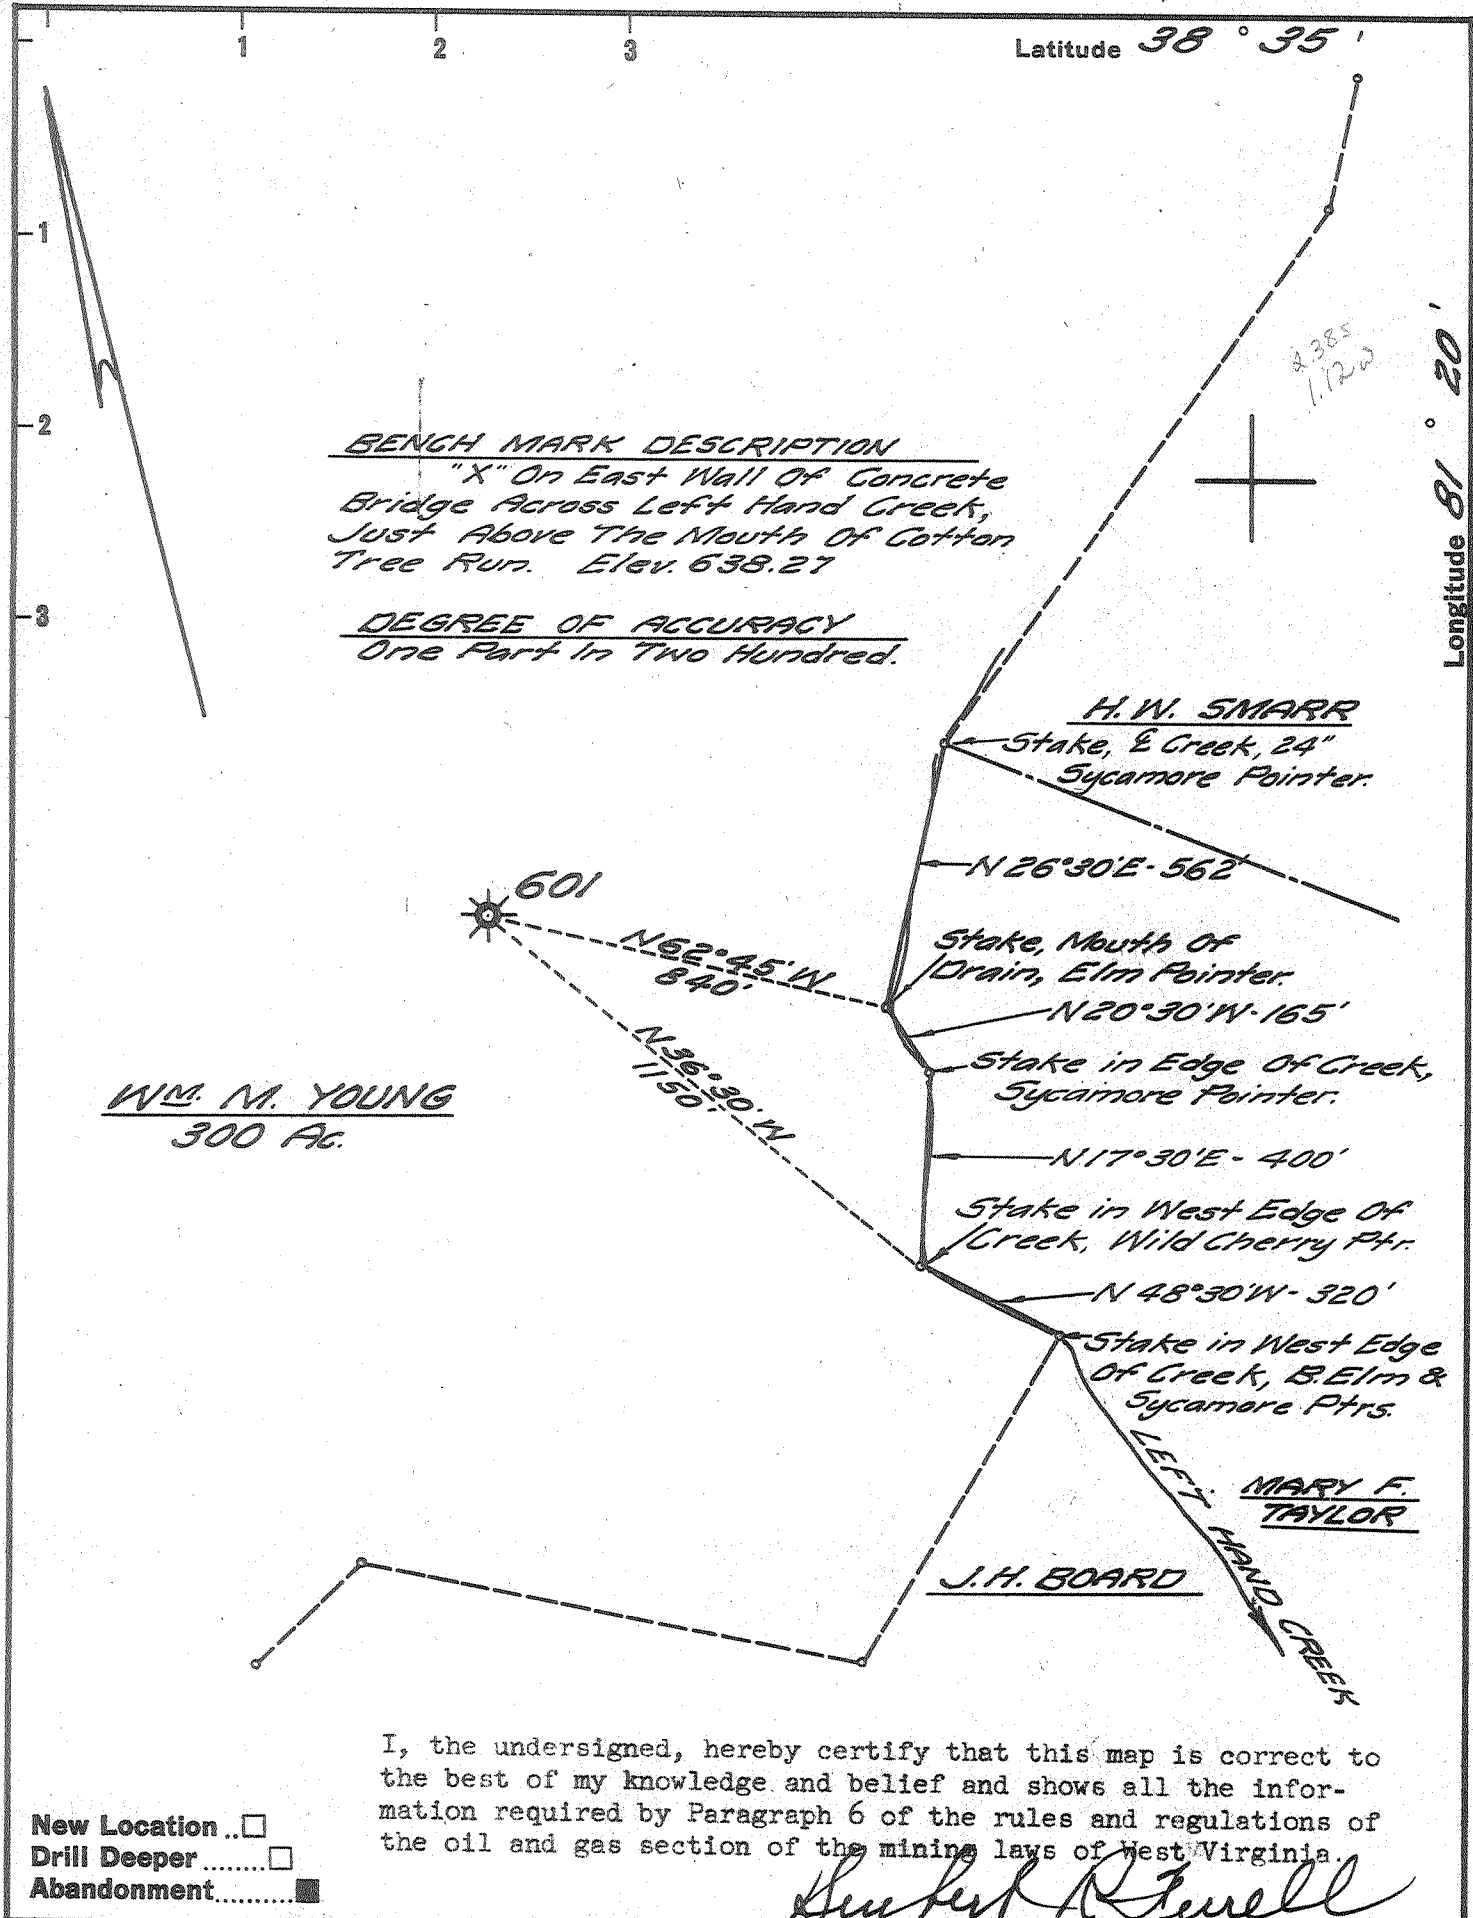 1 2 3 Latitude 38 ° 35 '
1
2
3
Longitude 81 ° 20 '
2.38 S
1.12 W
BENCH MARK DESCRIPTION
"X" On East Wall Of Concrete
Bridge Across Left Hand Creek,
Just Above The Mouth Of Cotton
Tree Run. Elev. 638.27
DEGREE OF ACCURACY
One Part In Two Hundred.
H. W. SMARR
Stake, ℄ Creek, 24"
Sycamore Pointer.
N 26°30'E - 562'
601
N 62°45' W
840'
Stake, Mouth Of
Drain, Elm Pointer.
N 20°30' W - 165'
N 36°30' W
1150'
Stake in Edge Of Creek,
Sycamore Pointer.
WM. M. YOUNG
300 Ac.
N 17°30'E - 400'
Stake in West Edge Of
Creek, Wild Cherry Ptr.
N 48°30'W - 320'
Stake in West Edge
Of Creek, B. Elm &
Sycamore Ptrs.
LEFT HAND CREEK
MARY F.
TAYLOR
J. H. BOARD
I, the undersigned, hereby certify that this map is correct to
the best of my knowledge and belief and shows all the infor-
mation required by Paragraph 6 of the rules and regulations of
the oil and gas section of the mining laws of West Virginia.
New Location .. ☐
Drill Deeper ........ ☐
Abandonment.......... ■